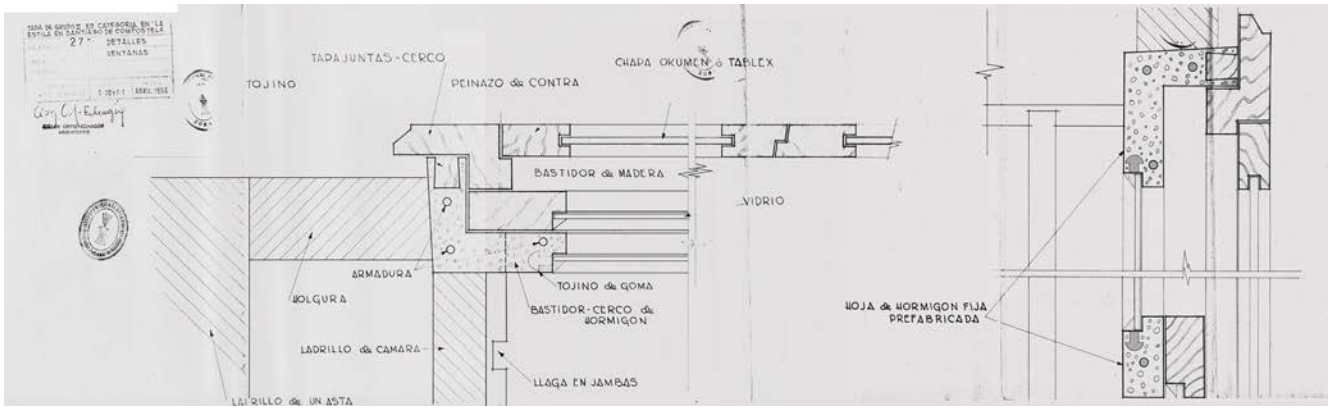 27- DETALLES
VENTANAS
ABRIL 1956
TOJINO
TAPAJUNTAS-CERCO
PEINAZO de CONTRA
CHAPA OKUMEN ó TABLEX
BASTIDOR de MADERA
VIDRIO
ARMADURA
HOLGURA
TOJINO de GOMA
BASTIDOR-CERCO de
HORMIGON
LADRILLO de CAMARA
LLAGA EN JAMBAS
LADRILLO de UN ASTA
HOJA de HORMIGON FIJA
PREFABRICADA